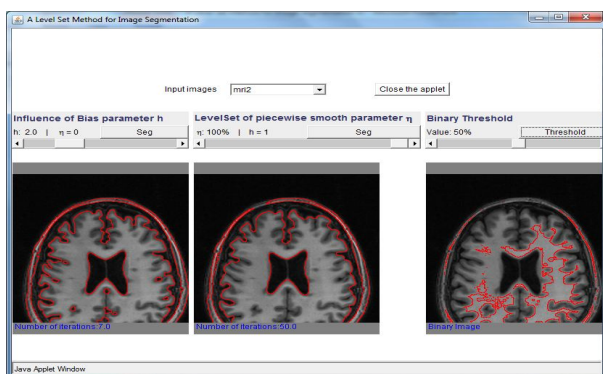 A Level Set Method for Image Segmentation
Input images mri2 Close the applet
Influence of Bias parameter h
h: 2.0 | η = 0 Seg
LevelSet of piecewise smooth parameter η
η: 100% | h = 1 Seg
Binary Threshold
Value: 50% Threshold
Number of iterations:7.0
Number of iterations:50.0
Binary Image
Java Applet Window